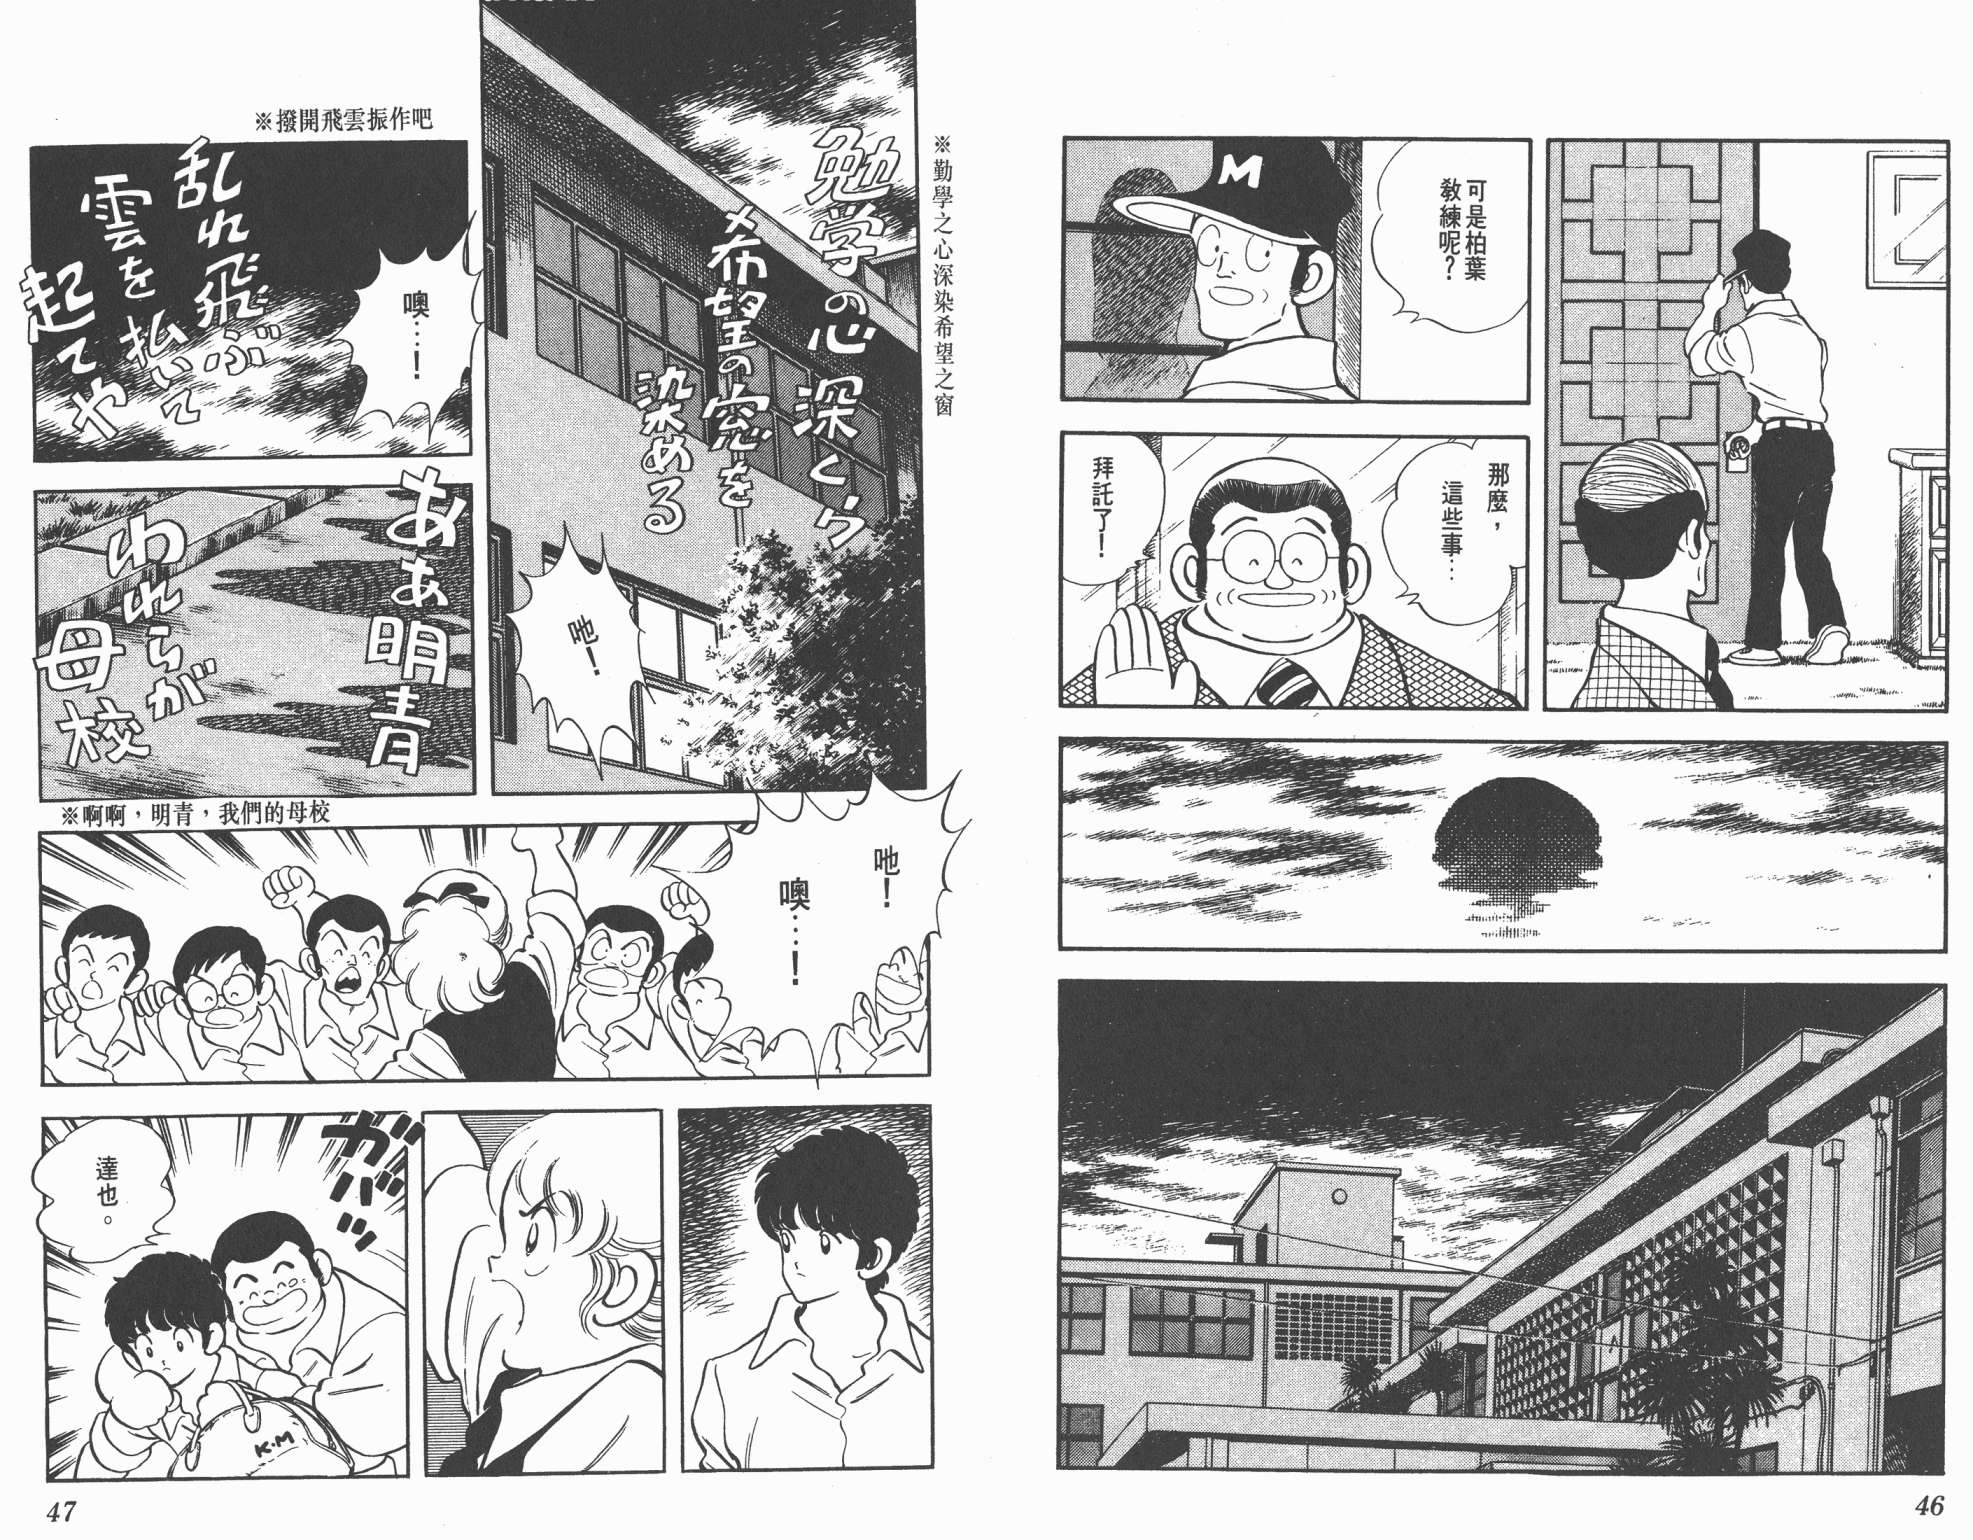 可是柏葉
教練呢？
那麼，
這些事…
拜託了！
M
46
※勤學之心深染希望之窗
勉学の心深く、
希望の窓を
染める
吔！
※撥開飛雲振作吧
乱れ飛ぶ
雲を払いて
起てや
噢…！
ああ明青
われらが
母校
※啊啊，明青，我們的母校
吔！
噢…！
ガバッ
達也。
K.M
47